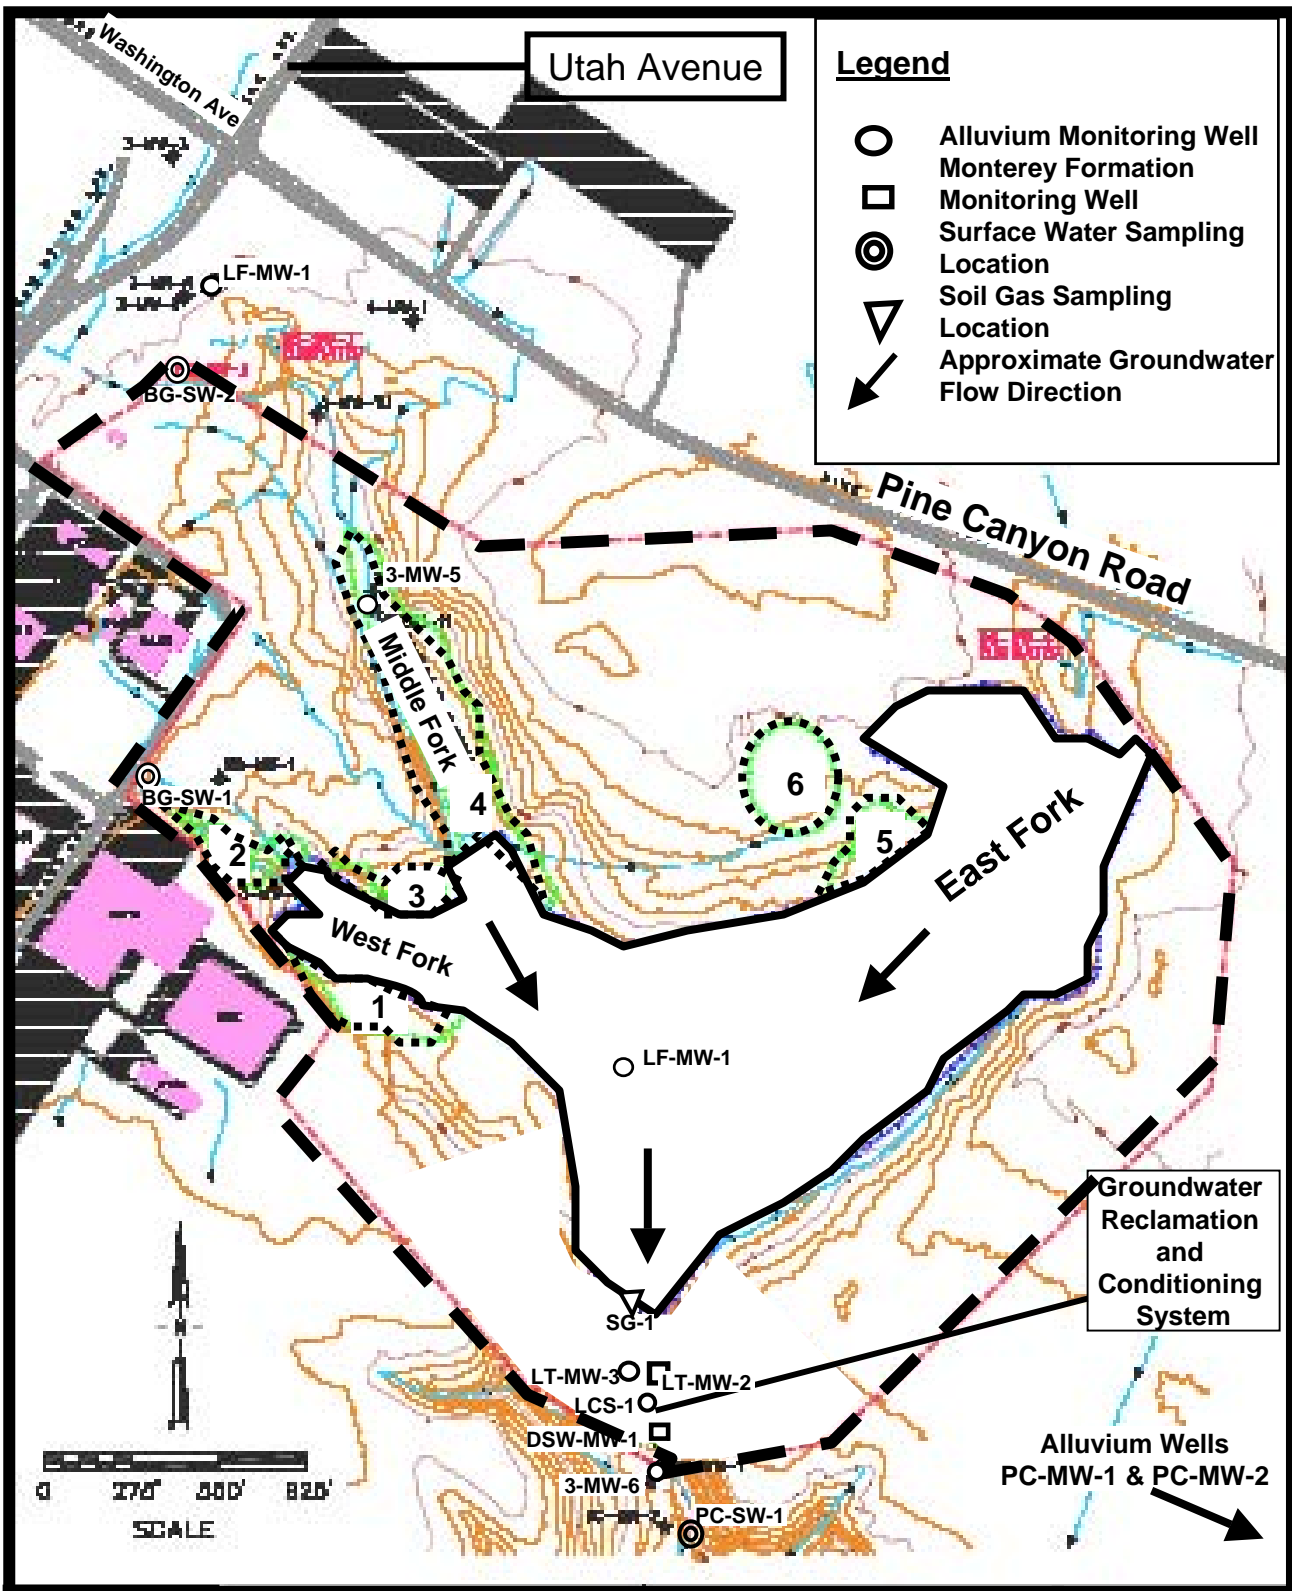 Washington Ave
Utah Avenue
Legend
Alluvium Monitoring Well
Monterey Formation
Monitoring Well
Surface Water Sampling
Location
Soil Gas Sampling
Location
Approximate Groundwater
Flow Direction
LF-MW-1
BG-SW-2
Pine Canyon Road
3-MW-5
Middle Fork
BG-SW-1
6
4
5
2
3
East Fork
West Fork
1
LF-MW-1
Groundwater
Reclamation
and
Conditioning
System
SG-1
LT-MW-3
LT-MW-2
LCS-1
DSW-MW-1
3-MW-6
PC-SW-1
Alluvium Wells
PC-MW-1 & PC-MW-2
0
SCALE